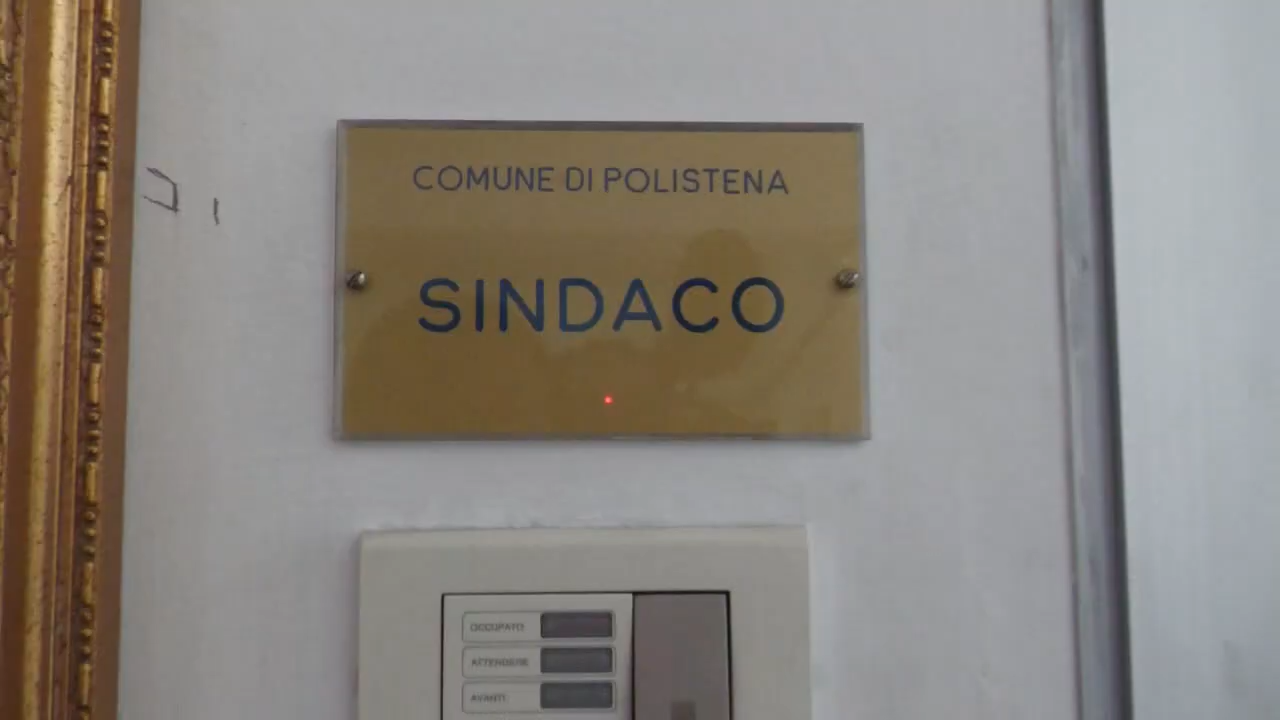 COMUNE DI POLISTENA
SINDACO
OCCUPATO
ATTENDERE
AVANTI